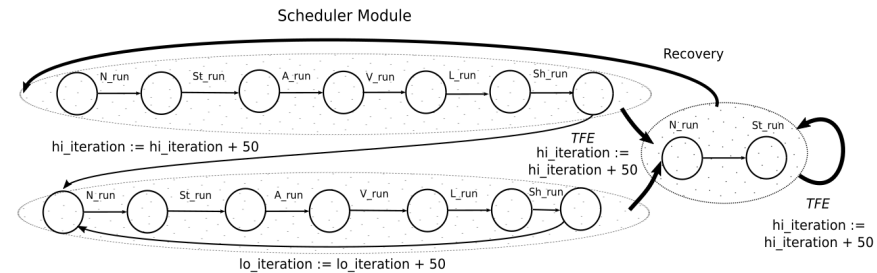 Scheduler Module
Recovery
N_run St_run A_run V_run L_run Sh_run
N_run St_run
hi_iteration := hi_iteration + 50
TFE
hi_iteration :=
hi_iteration + 50
N_run St_run A_run V_run L_run Sh_run
TFE
hi_iteration :=
hi_iteration + 50
lo_iteration := lo_iteration + 50